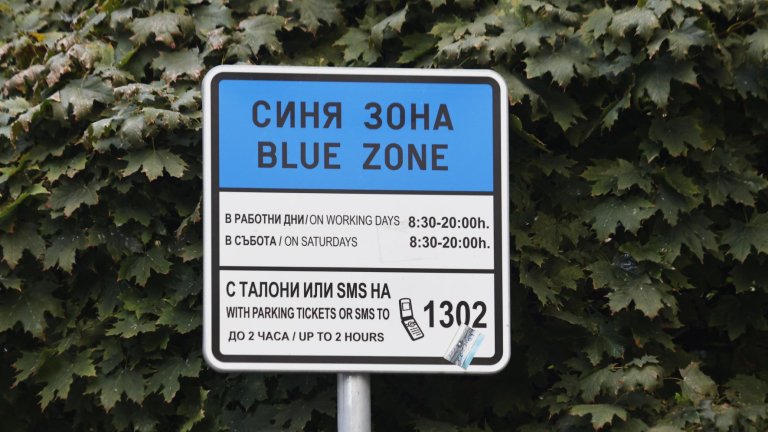 СИНЯ ЗОНА
BLUE ZONE
В РАБОТНИ ДНИ / ON WORKING DAYS 8:30-20:00h.
В СЪБОТА / ON SATURDAYS 8:30-20:00h.
С ТАЛОНИ ИЛИ SMS НА
WITH PARKING TICKETS OR SMS TO 1302
ДО 2 ЧАСА / UP TO 2 HOURS